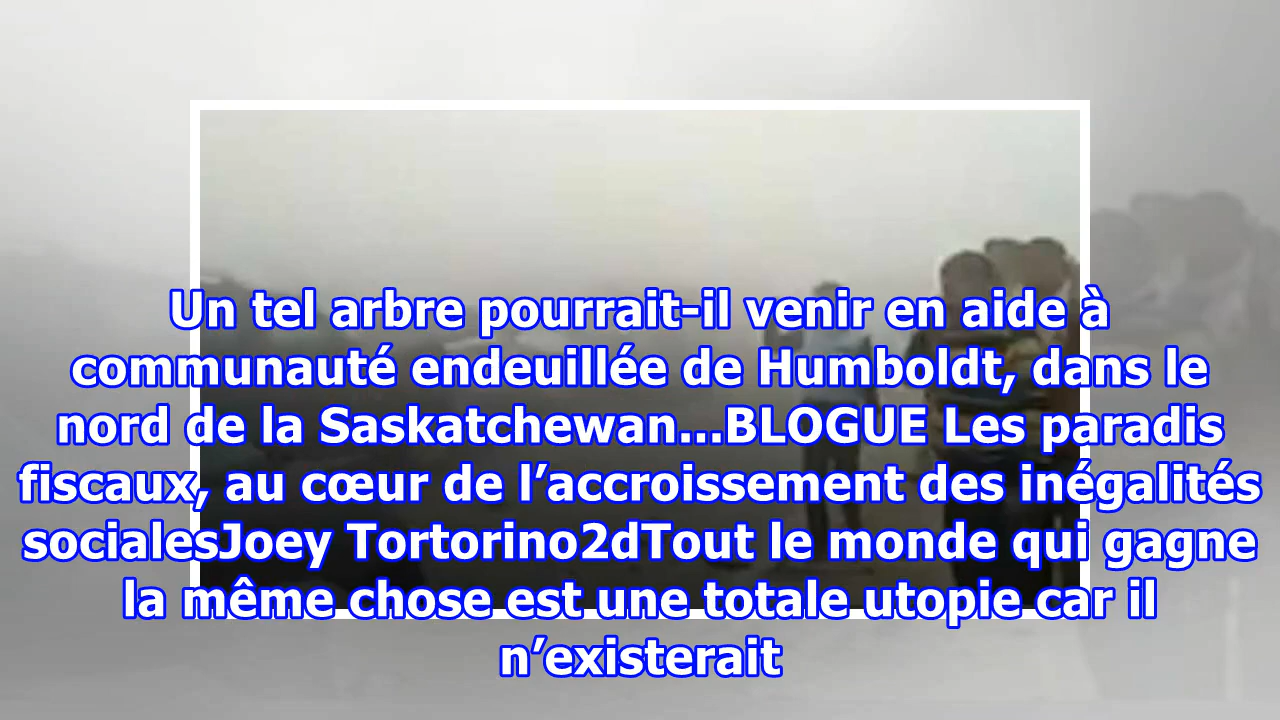 Un tel arbre pourrait-il venir en aide à
communauté endeuillée de Humboldt, dans le
nord de la Saskatchewan...BLOGUE Les paradis
fiscaux, au cœur de l’accroissement des inégalités
socialesJoey Tortorino2dTout le monde qui gagne
la même chose est une totale utopie car il
n’existerait